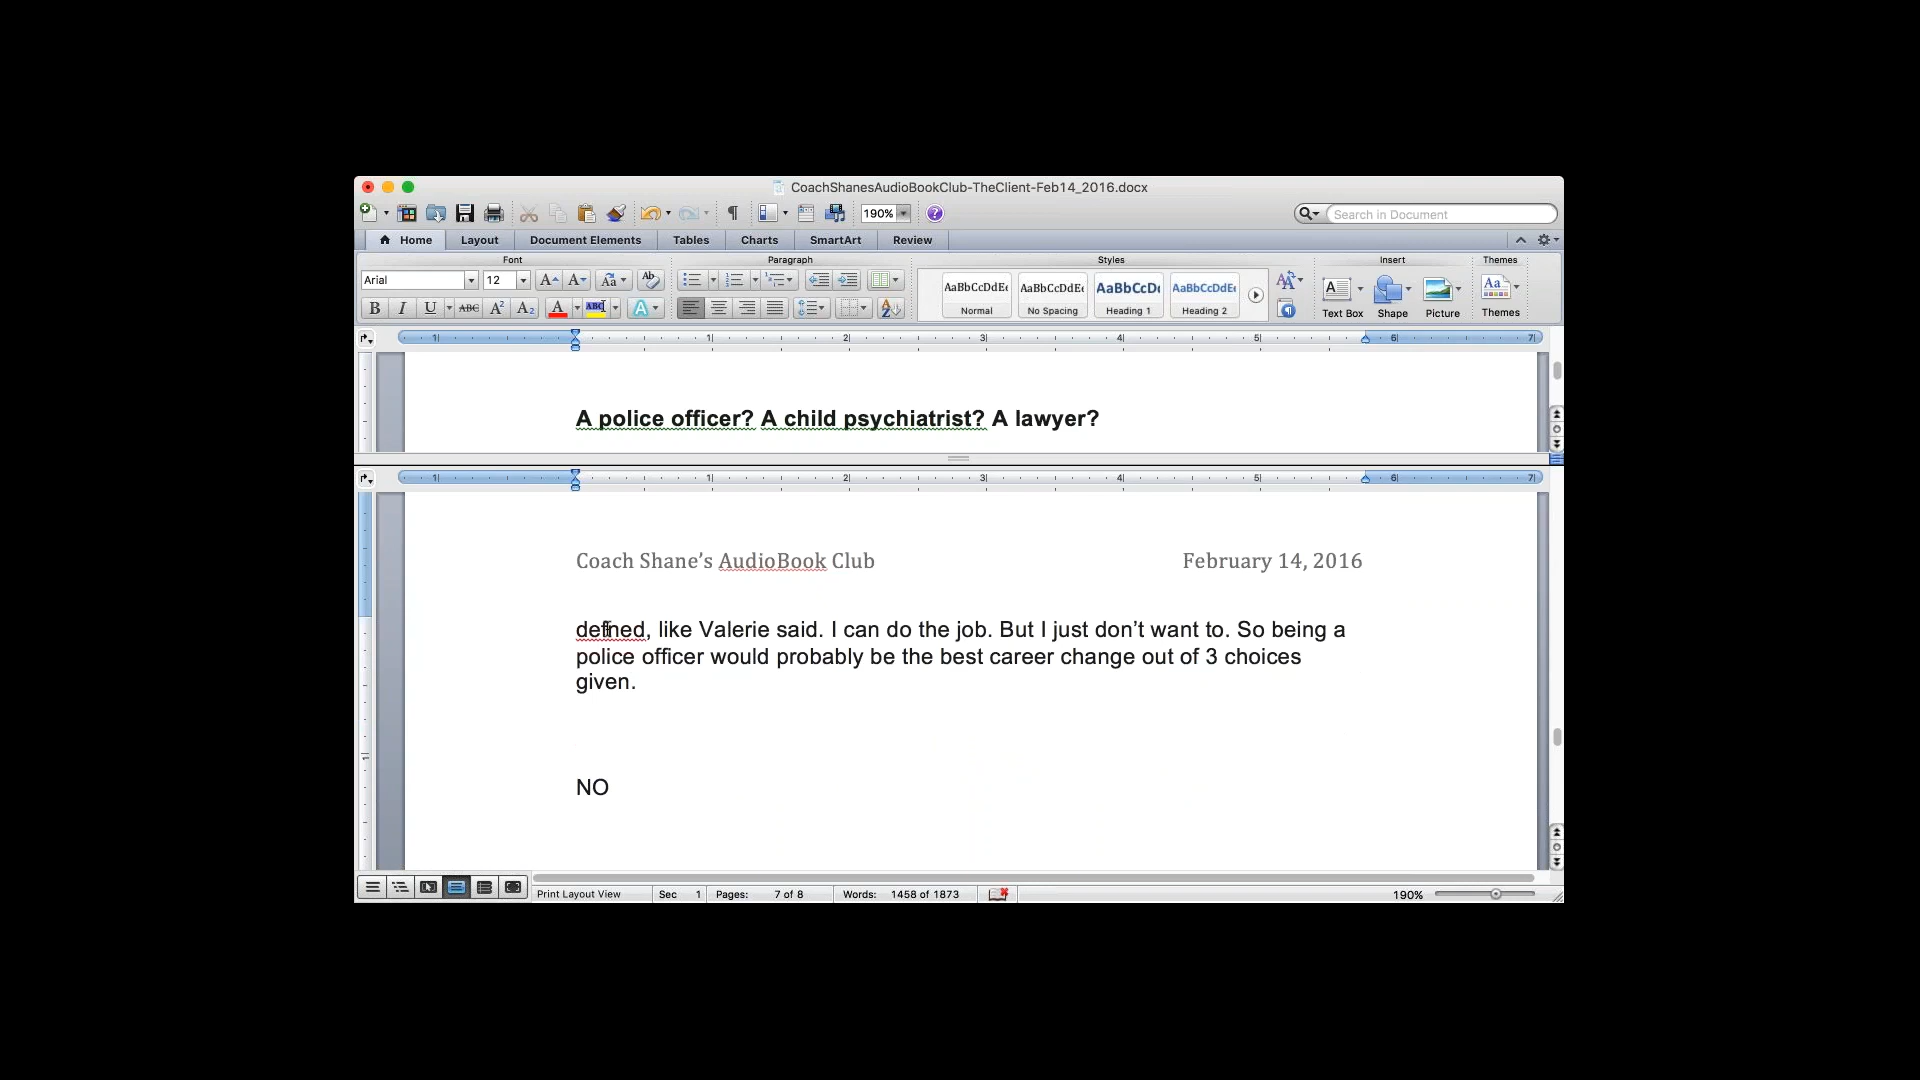 CoachShanesAudioBookClub-TheClient-Feb14_2016.docx
190%
Search in Document
Home Layout Document Elements Tables Charts SmartArt Review
Font Paragraph Styles Insert Themes
Arial 12
AaBbCcDdEe AaBbCcDdEe AaBbCcDt AaBbCcDdEe
Normal No Spacing Heading 1 Heading 2
Text Box Shape Picture Themes
A police officer? A child psychiatrist? A lawyer?
Coach Shane’s AudioBook Club February 14, 2016
like Valerie said. I can do the job. But I just don’t want to. So being a
police officer would probably be the best career change out of 3 choices
given.
NO
Print Layout View Sec 1 Pages: 7 of 8 Words: 1458 of 1873 190%